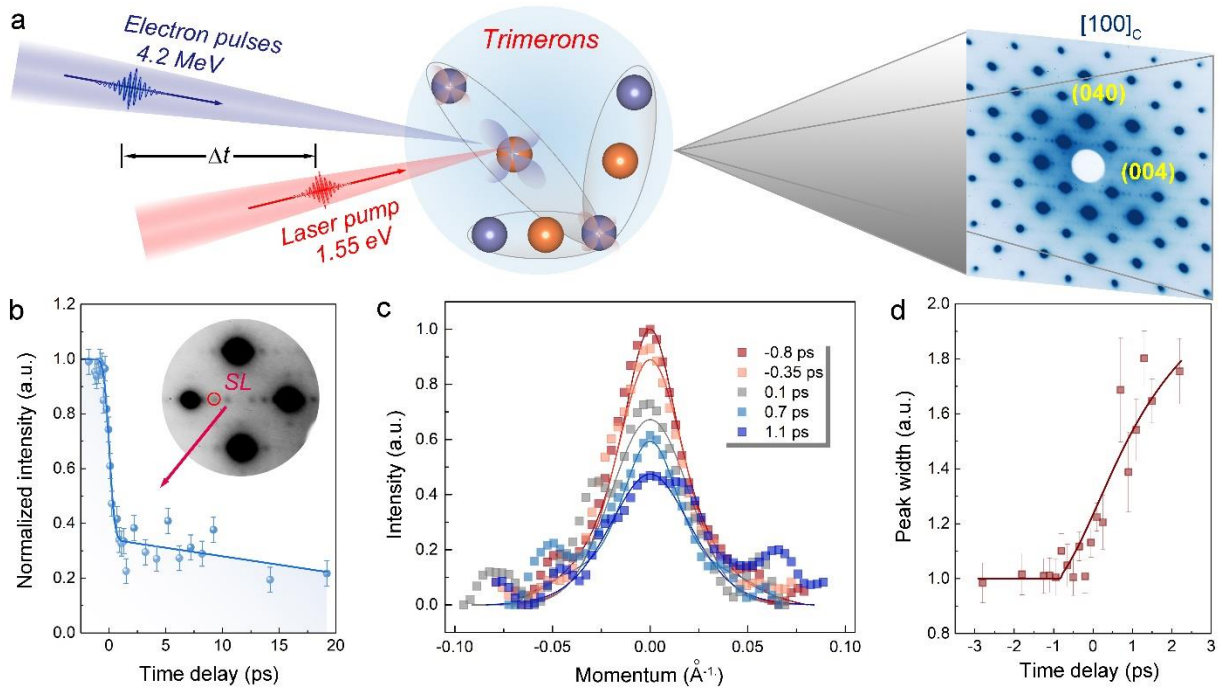 a
Electron pulses
4.2 MeV
Δt
Laser pump
1.55 eV
Trimerons
[100]C
(040)
(004)
b
Normalized intensity (a.u.)
1.2
1.0
0.8
0.6
0.4
0.2
0.0
0
5
10
15
20
Time delay (ps)
SL
c
Intensity (a.u.)
1.0
0.8
0.6
0.4
0.2
0.0
-0.10
-0.05
0.00
0.05
0.10
Momentum (Å-1.)
-0.8 ps
-0.35 ps
0.1 ps
0.7 ps
1.1 ps
d
Peak width (a.u.)
2.0
1.8
1.6
1.4
1.2
1.0
0.8
-3
-2
-1
0
1
2
3
Time delay (ps)